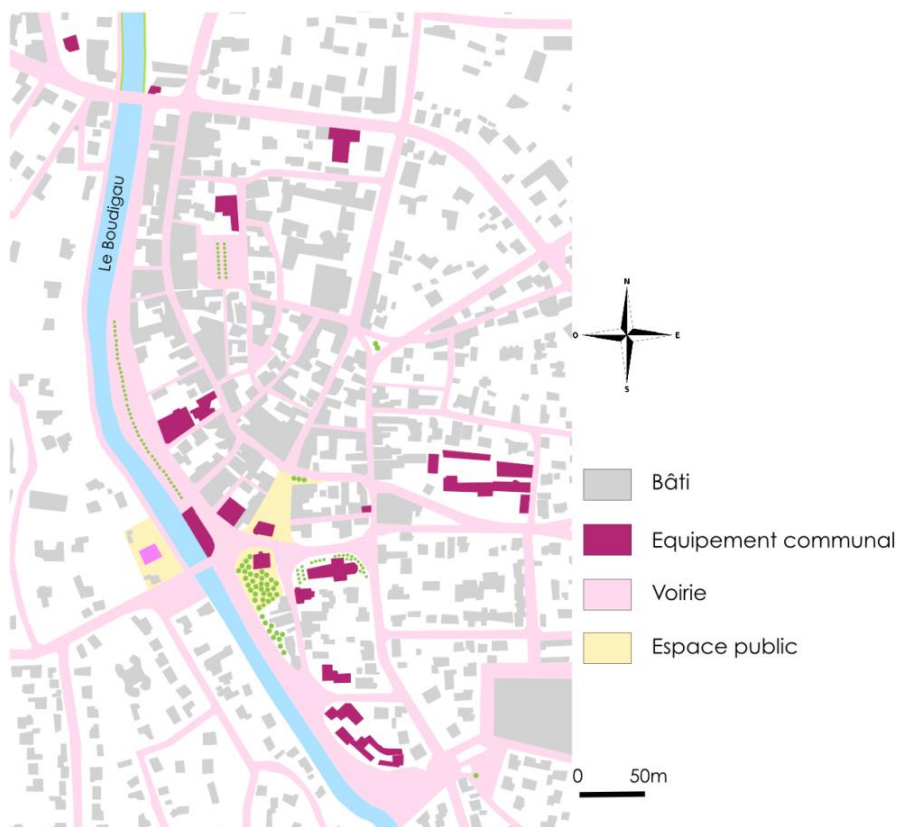 Le Boudigau
N
O
E
S
Bâti
Equipement communal
Voirie
Espace public
0 50m